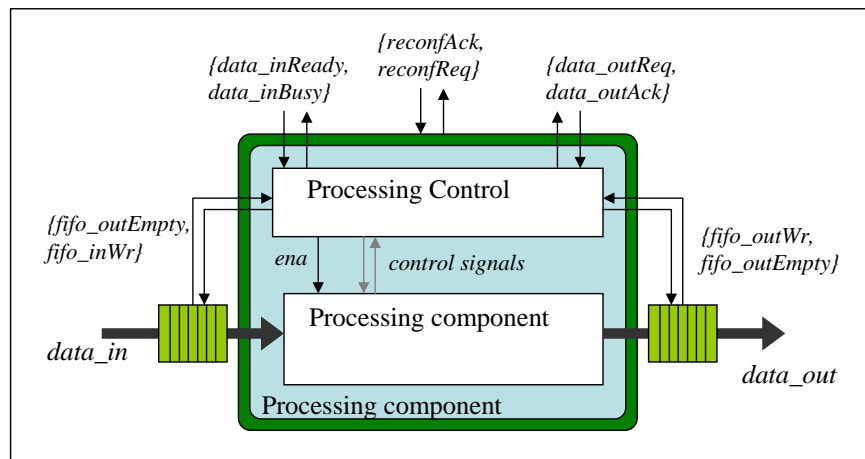 {reconfAck,
reconfReq}
{data_inReady,
data_inBusy}
{data_outReq,
data_outAck}
Processing Control
{fifo_outEmpty,
fifo_inWr}
{fifo_outWr,
fifo_outEmpty}
ena
control signals
Processing component
data_in
data_out
Processing component